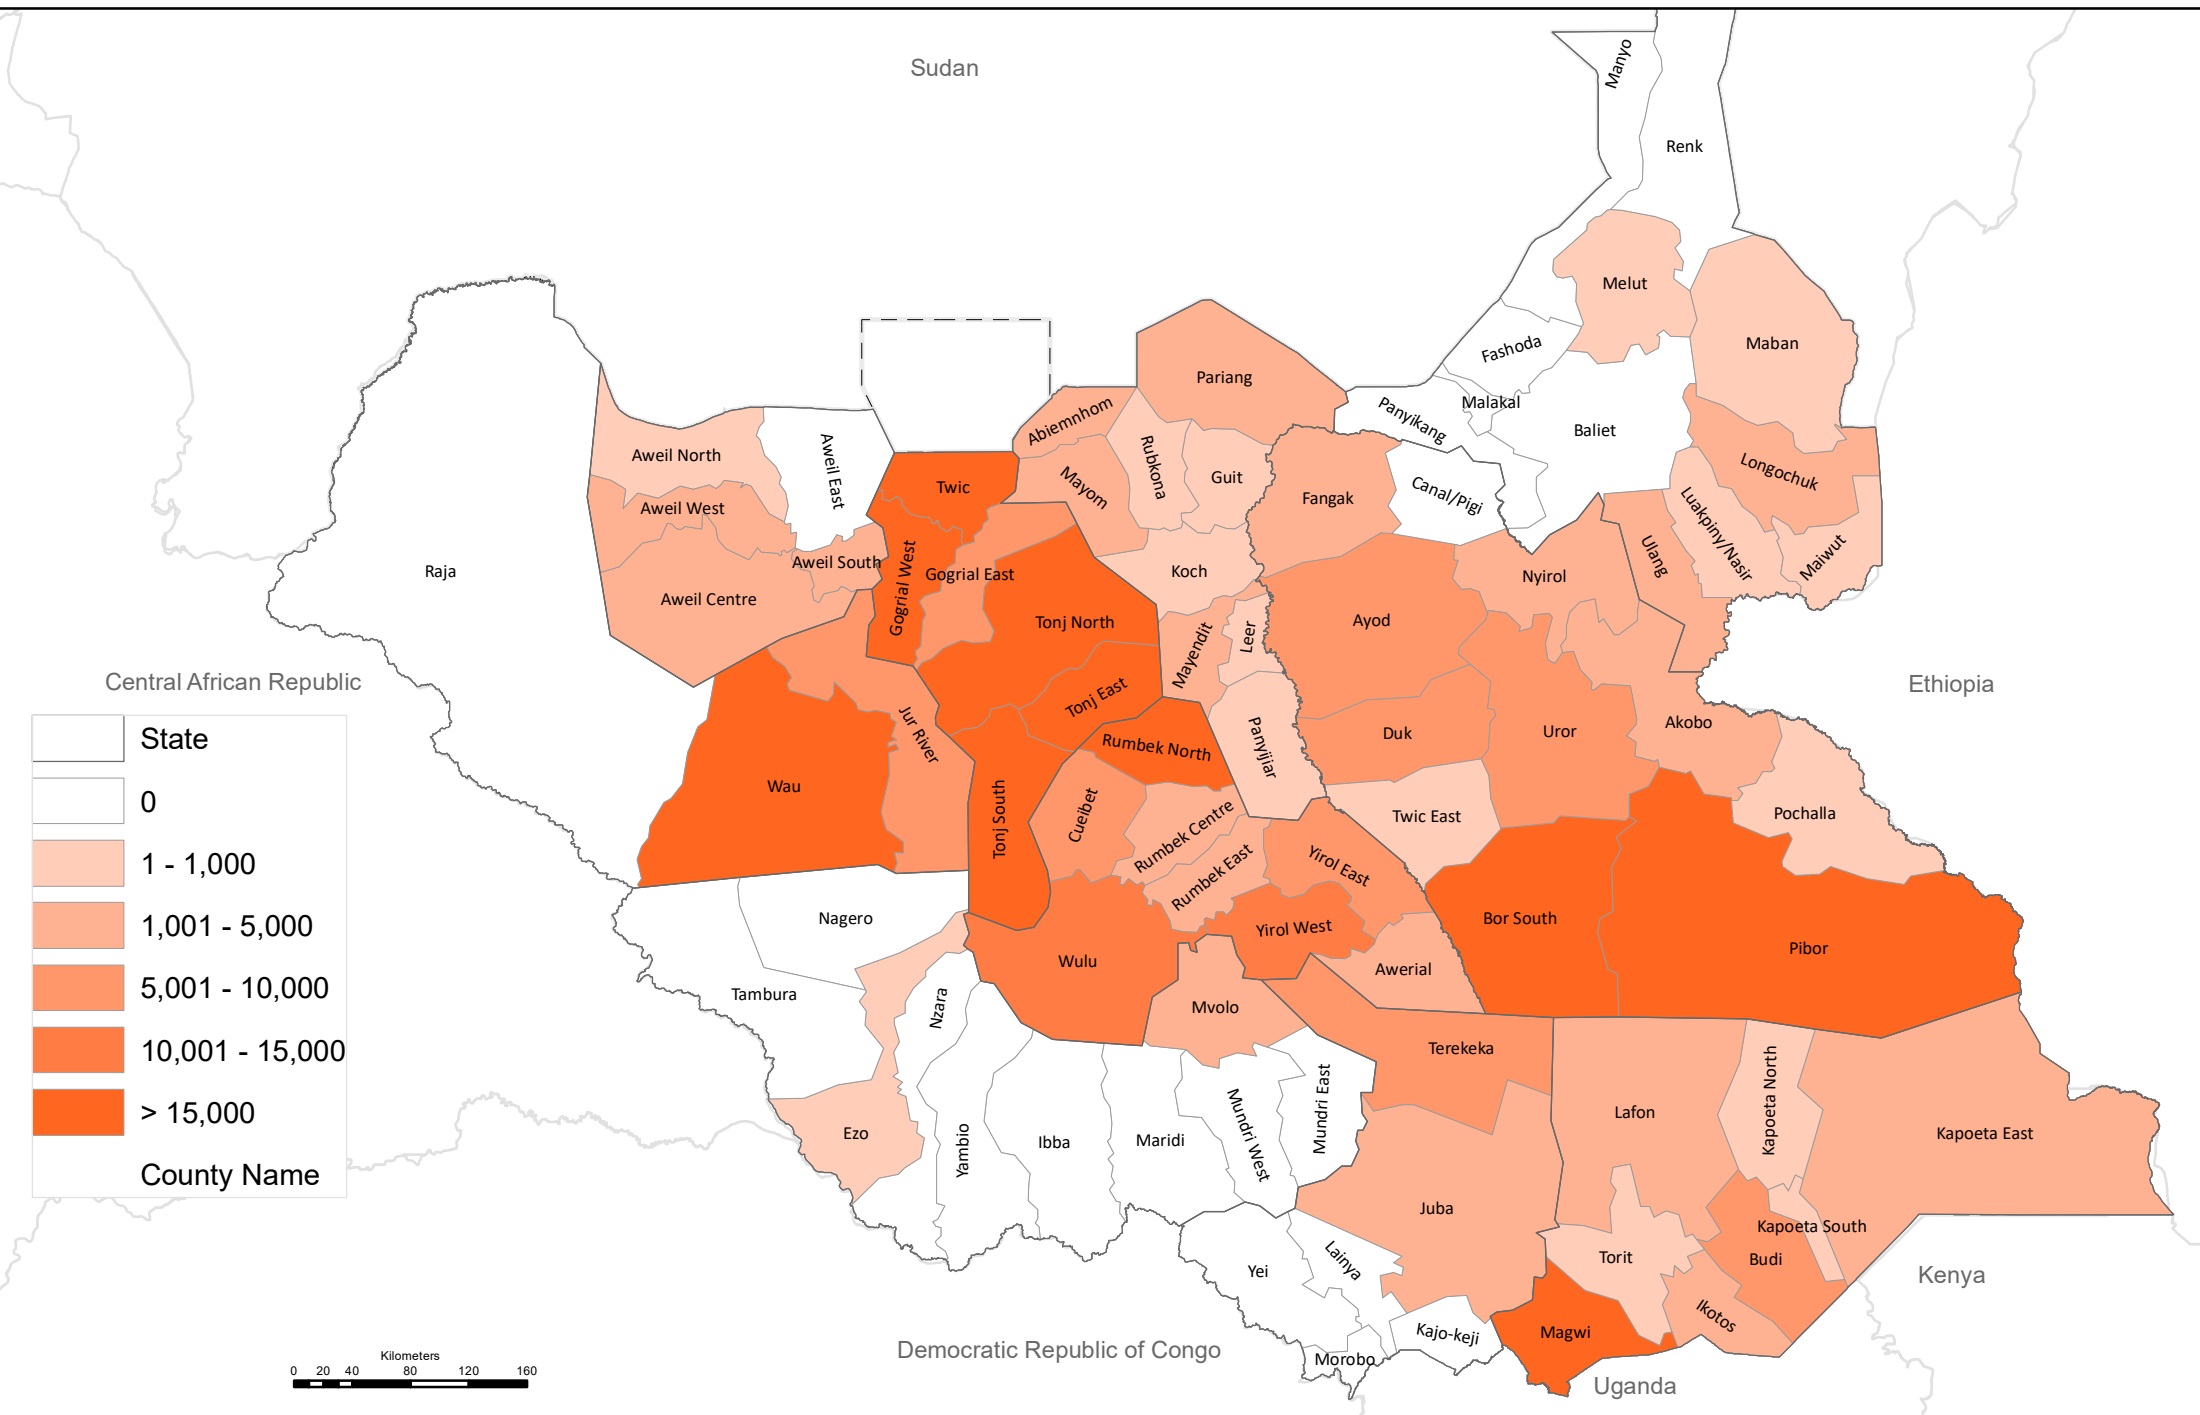 Sudan
Manyo
Renk
Melut
Maban
Fashoda
Malakal
Panyikang
Baliet
Canal/Pigi
Longochuk
Luakpiny/Nasir
Maiwut
Ulang
Nyirol
Fangak
Pariang
Abiemnhom
Rubkona
Guit
Mayom
Koch
Mayendit
Leer
Panyijiar
Aweil North
Aweil East
Aweil West
Aweil South
Aweil Centre
Raja
Twic
Gogrial West
Gogrial East
Tonj North
Tonj East
Tonj South
Ayod
Duk
Uror
Akobo
Twic East
Pochalla
Pibor
Bor South
Ethiopia
Central African Republic
Jur River
Wau
Rumbek North
Cueibet
Rumbek Centre
Rumbek East
Yirol East
Yirol West
Awerial
Wulu
Mvolo
Nagero
Tambura
Nzara
Ezo
Yambio
Ibba
Maridi
Mundri West
Mundri East
Terekeka
Juba
Lafon
Kapoeta North
Kapoeta East
Kapoeta South
Budi
Torit
Ikotos
Magwi
Lainya
Yei
Kajo-keji
Morobo
Kenya
Uganda
Democratic Republic of Congo
State
0
1 - 1,000
1,001 - 5,000
5,001 - 10,000
10,001 - 15,000
> 15,000
County Name
Kilometers
0 20 40 80 120 160